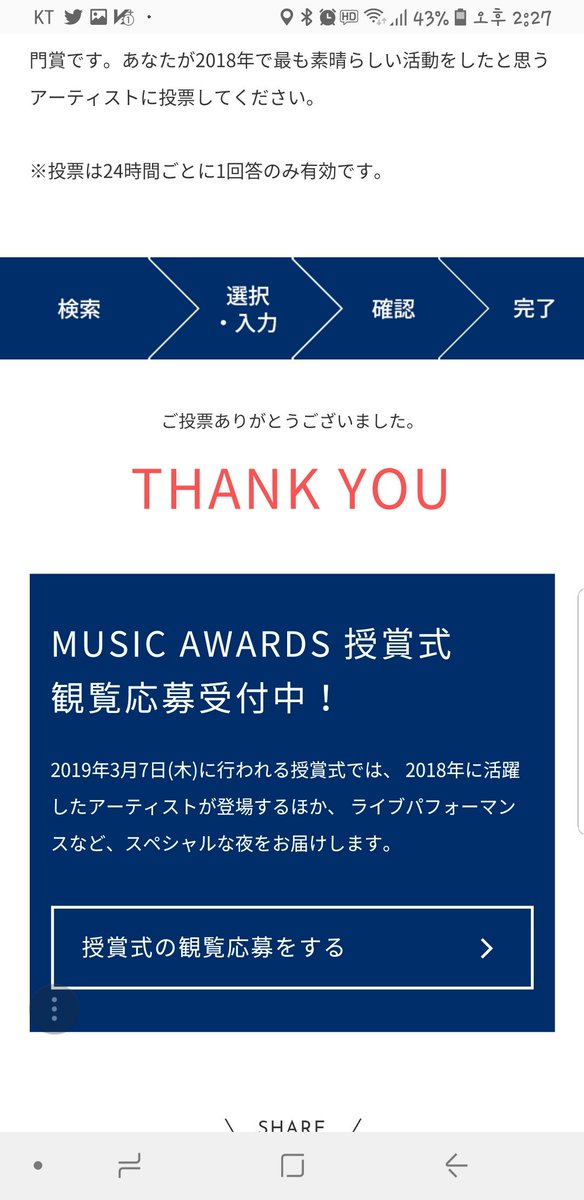 KT
HD
43%
오후 2:27
門賞です。あなたが2018年で最も素晴らしい活動をしたと思う
アーティストに投票してください。
※投票は24時間ごとに1回答のみ有効です。
検索
選択
・入力
確認
完了
ご投票ありがとうございました。
THANK YOU
MUSIC AWARDS 授賞式
観覧応募受付中！
2019年3月7日(木)に行われる授賞式では、 2018年に活躍
したアーティストが登場するほか、 ライブパフォーマン
スなど、スペシャルな夜をお届けします。
授賞式の観覧応募をする
SHARE